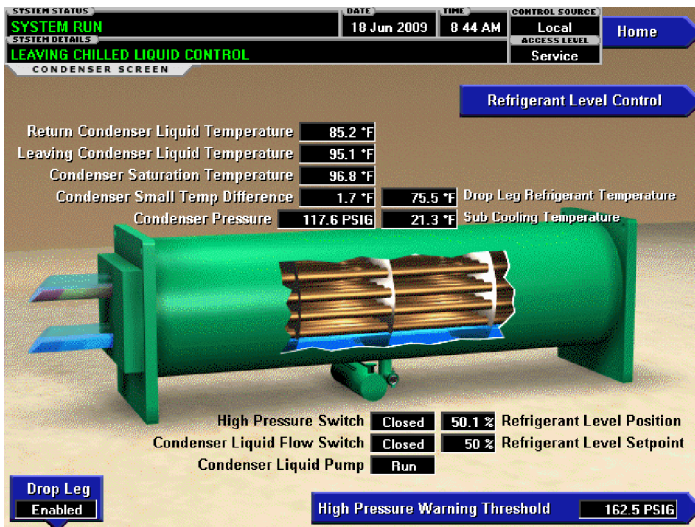 SYSTEM STATUS
SYSTEM RUN
DATE
18 Jun 2009
TIME
8 44 AM
CONTROL SOURCE
Local
Home
SYSTEM DETAILS
LEAVING CHILLED LIQUID CONTROL
ACCESS LEVEL
Service
CONDENSER SCREEN
Refrigerant Level Control
Return Condenser Liquid Temperature 85.2 °F
Leaving Condenser Liquid Temperature 95.1 °F
Condenser Saturation Temperature 96.8 °F
Condenser Small Temp Difference 1.7 °F 75.5 °F Drop Leg Refrigerant Temperature
Condenser Pressure 117.6 PSIG 21.3 °F Sub Cooling Temperature
High Pressure Switch Closed 50.1 % Refrigerant Level Position
Condenser Liquid Flow Switch Closed 50 % Refrigerant Level Setpoint
Condenser Liquid Pump Run
Drop Leg
Enabled
High Pressure Warning Threshold 162.5 PSIG